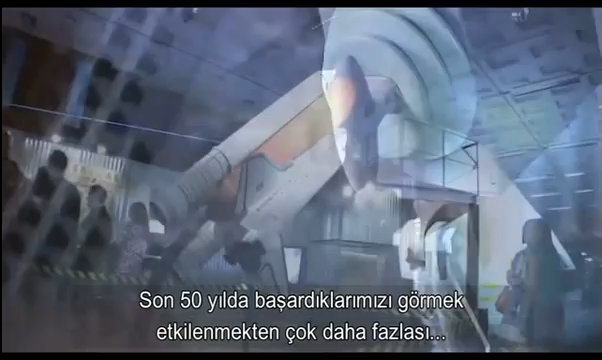 Son 50 yılda başardıklarımızı görmek
etkilenmekten çok daha fazlası...